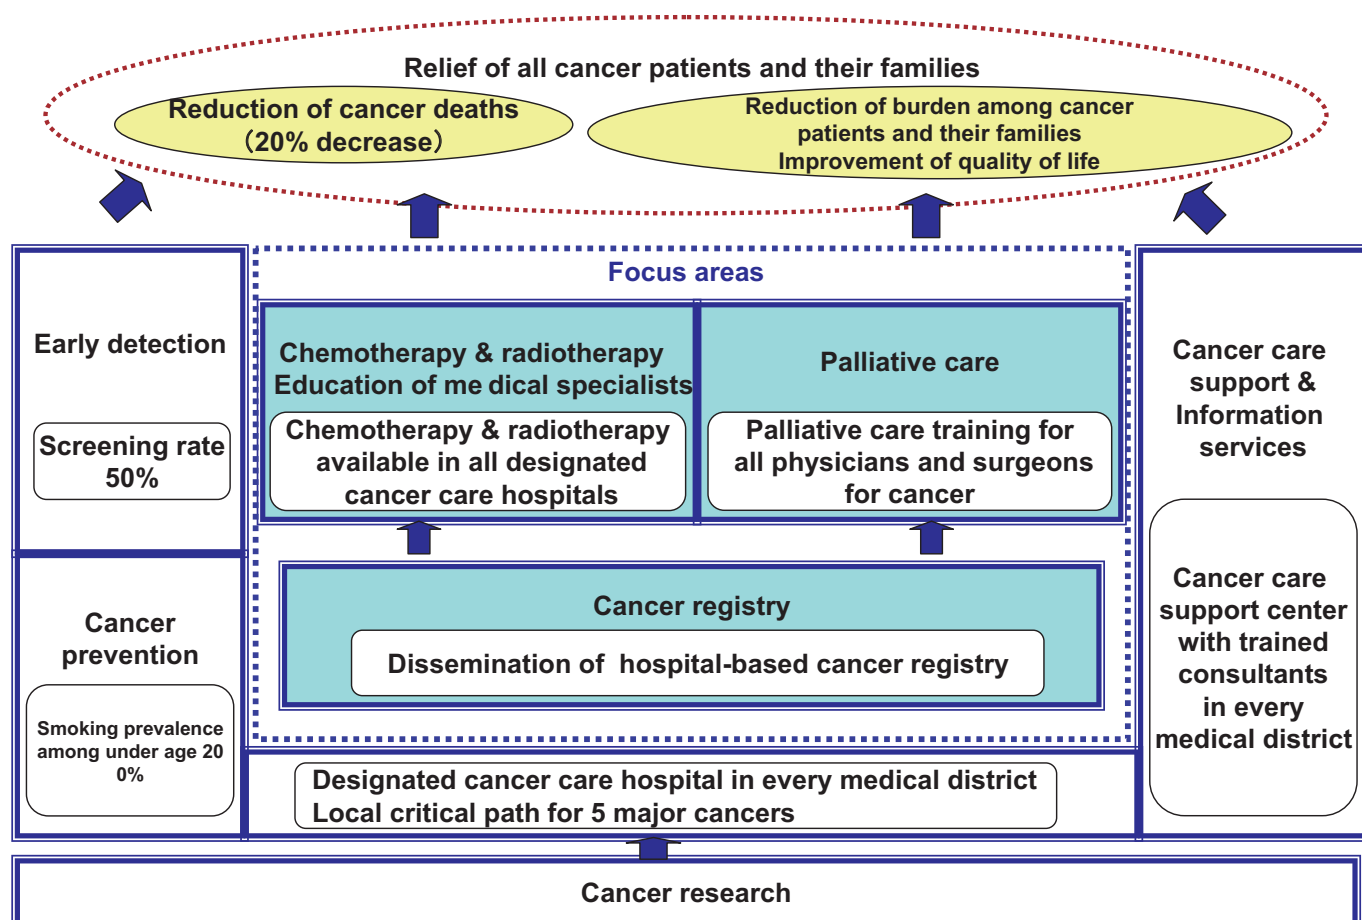 Relief of all cancer patients and their families
Reduction of cancer deaths
（20% decrease）
Reduction of burden among cancer
patients and their families
Improvement of quality of life
Focus areas
Early detection
Screening rate
50%
Cancer
prevention
Smoking prevalence
among under age 20
0%
Chemotherapy & radiotherapy
Education of me dical specialists
Chemotherapy & radiotherapy
available in all designated
cancer care hospitals
Palliative care
Palliative care training for
all physicians and surgeons
for cancer
Cancer registry
Dissemination of hospital-based cancer registry
Designated cancer care hospital in every medical district
Local critical path for 5 major cancers
Cancer care
support &
Information
services
Cancer care
support center
with trained
consultants
in every
medical district
Cancer research